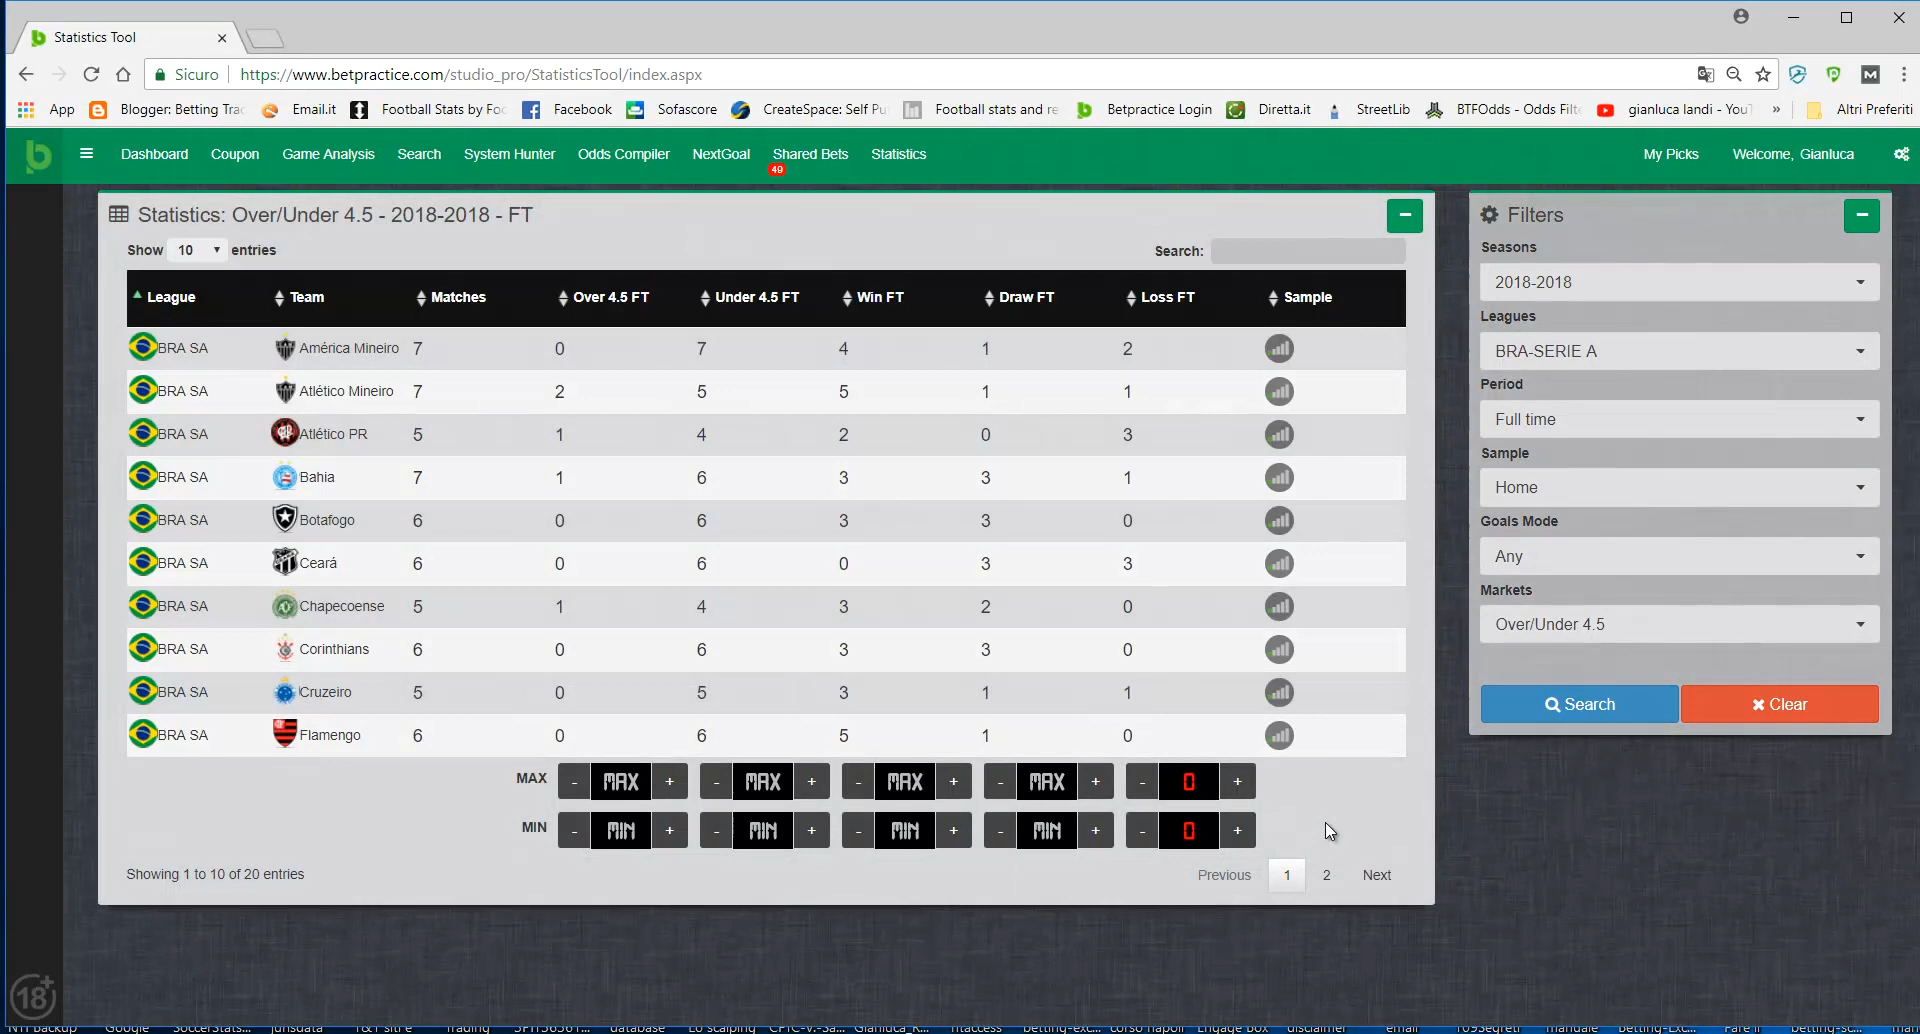 Statistics Tool
Sicuro https://www.betpractice.com/studio_pro/StatisticsTool/index.aspx
App Blogger: Betting Tra Email.it Football Stats by Foo Facebook Sofascore CreateSpace: Self Pu Football stats and re Betpractice Login Diretta.it StreetLib BTFOdds - Odds Filt gianluca landi - YouT » Altri Preferiti
Dashboard Coupon Game Analysis Search System Hunter Odds Compiler NextGoal Shared Bets Statistics My Picks Welcome, Gianluca
49
Statistics: Over/Under 4.5 - 2018-2018 - FT
Show 10 entries Search:
League Team Matches Over 4.5 FT Under 4.5 FT Win FT Draw FT Loss FT Sample
BRA SA América Mineiro 7 0 7 4 1 2
BRA SA Atlético Mineiro 7 2 5 5 1 1
BRA SA Atlético PR 5 1 4 2 0 3
BRA SA Bahia 7 1 6 3 3 1
BRA SA Botafogo 6 0 6 3 3 0
BRA SA Ceará 6 0 6 0 3 3
BRA SA Chapecoense 5 1 4 3 2 0
BRA SA Corinthians 6 0 6 3 3 0
BRA SA Cruzeiro 5 0 5 3 1 1
BRA SA Flamengo 6 0 6 5 1 0
MAX - MAX + - MAX + - MAX + - MAX + - 0 +
MIN - MIN + - MIN + - MIN + - MIN + - 0 +
Showing 1 to 10 of 20 entries Previous 1 2 Next
Filters
Seasons
2018-2018
Leagues
BRA-SERIE A
Period
Full time
Sample
Home
Goals Mode
Any
Markets
Over/Under 4.5
Search Clear
18+